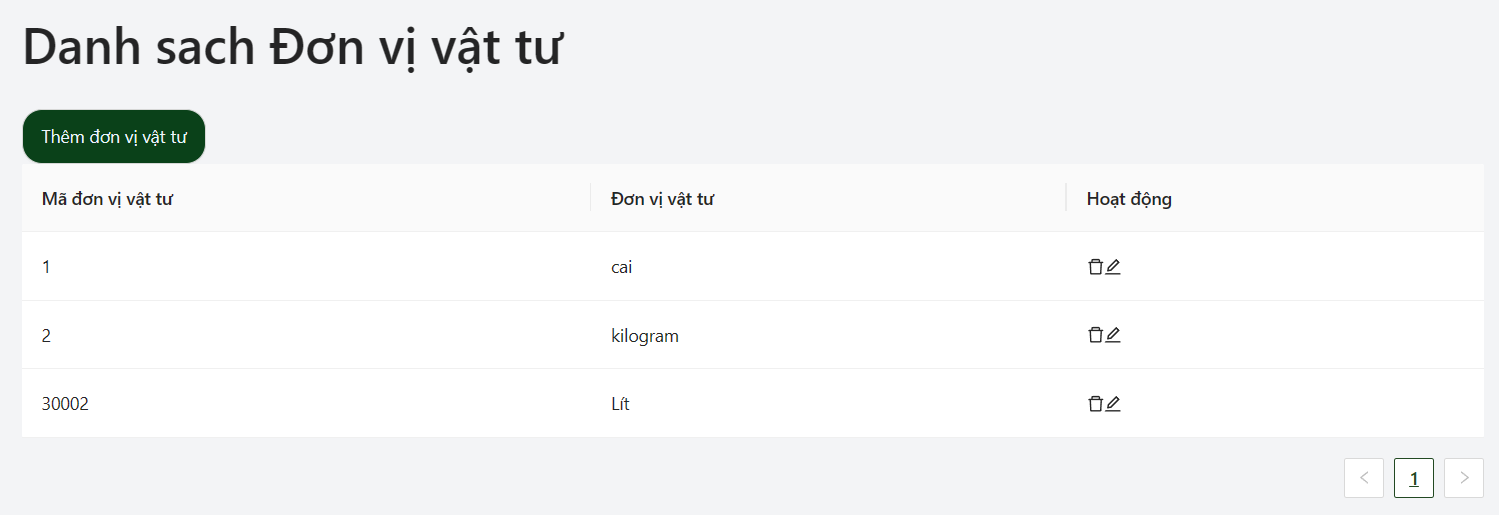 Danh sach Đơn vị vật tư
Thêm đơn vị vật tư
Mã đơn vị vật tư Đơn vị vật tư Hoạt động
1 cai
2 kilogram
30002 Lít
1